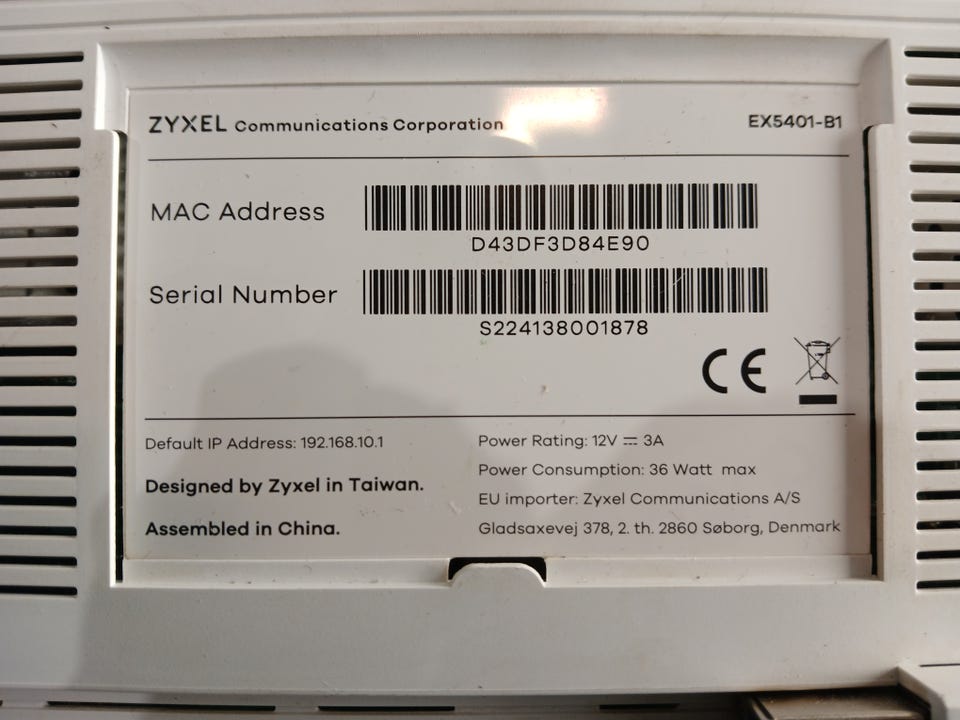 ZYXEL Communications Corporation EX5401-B1
MAC Address
D43DF3D84E90
Serial Number
S224138001878
CE
Default IP Address: 192.168.10.1
Designed by Zyxel in Taiwan.
Assembled in China.
Power Rating: 12V ⎓ 3A
Power Consumption: 36 Watt max
EU importer: Zyxel Communications A/S
Gladsaxevej 378, 2. th. 2860 Søborg, Denmark